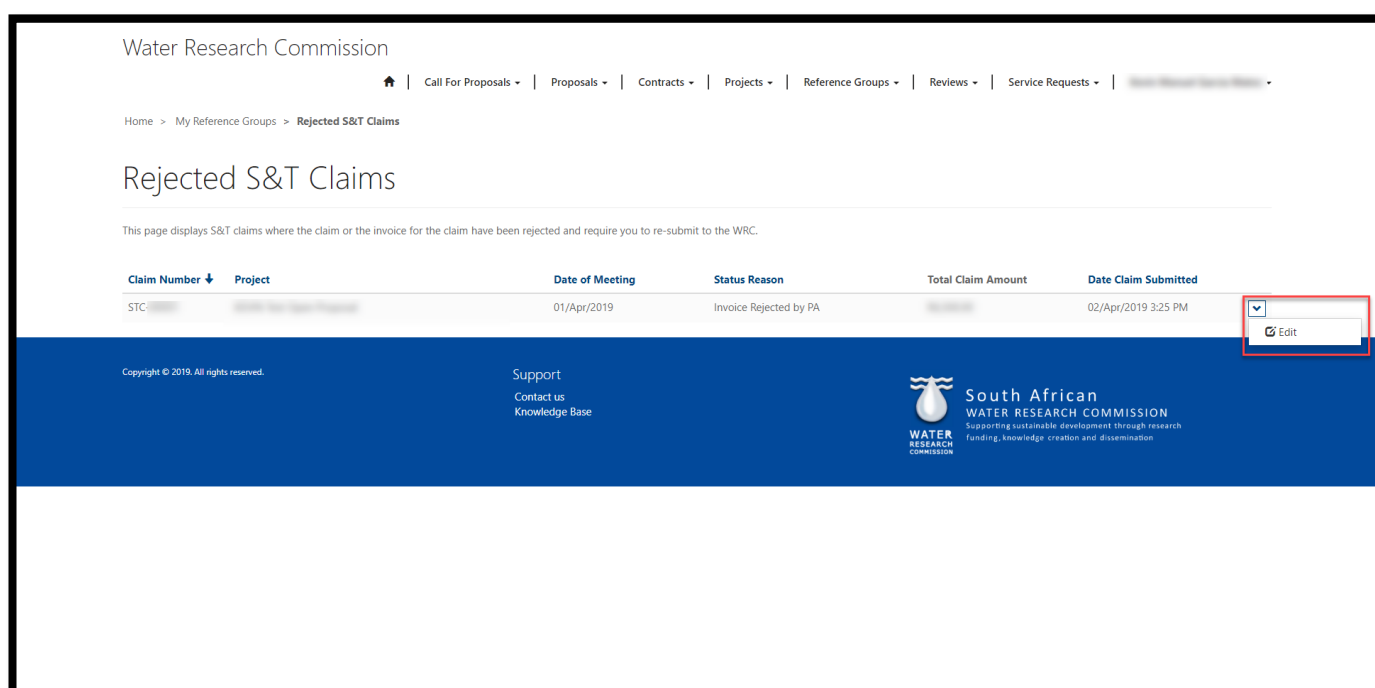 Water Research Commission
Call For Proposals | Proposals | Contracts | Projects | Reference Groups | Reviews | Service Requests |
Home > My Reference Groups > Rejected S&T Claims
Rejected S&T Claims
This page displays S&T claims where the claim or the invoice for the claim have been rejected and require you to re-submit to the WRC.
Claim Number Project Date of Meeting Status Reason Total Claim Amount Date Claim Submitted
STC- 01/Apr/2019 Invoice Rejected by PA 02/Apr/2019 3:25 PM
Edit
Copyright © 2019. All rights reserved.
Support
Contact us
Knowledge Base
WATER
RESEARCH
COMMISSION
South African
WATER RESEARCH COMMISSION
Supporting sustainable development through research
funding, knowledge creation and dissemination